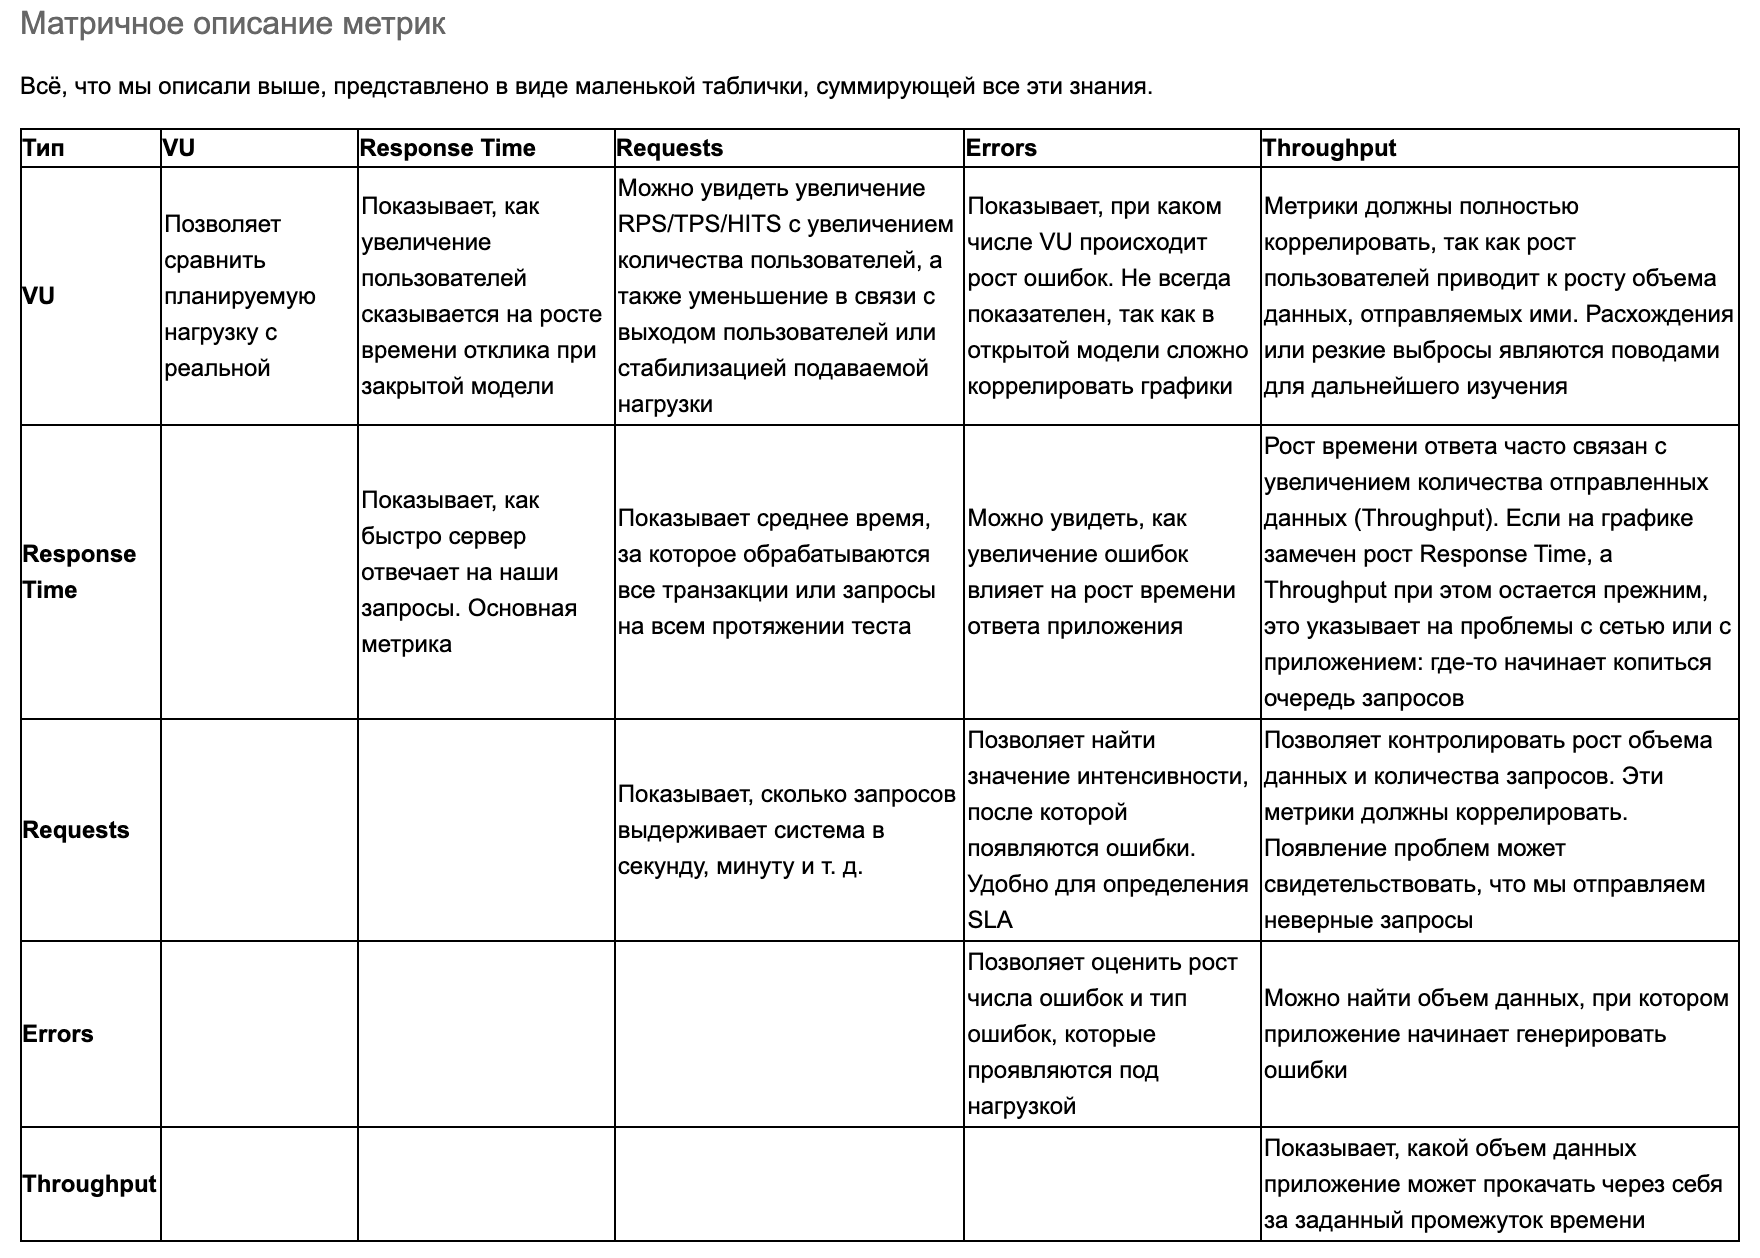 Матричное описание метрик
Всё, что мы описали выше, представлено в виде маленькой таблички, суммирующей все эти знания.
Тип
VU
Response Time
Requests
Errors
Throughput
VU
Позволяет
сравнить
планируемую
нагрузку с
реальной
Показывает, как
увеличение
пользователей
сказывается на росте
времени отклика при
закрытой модели
Можно увидеть увеличение
RPS/TPS/HITS с увеличением
количества пользователей, а
также уменьшение в связи с
выходом пользователей или
стабилизацией подаваемой
нагрузки
Показывает, при каком
числе VU происходит
рост ошибок. Не всегда
показателен, так как в
открытой модели сложно
коррелировать графики
Метрики должны полностью
коррелировать, так как рост
пользователей приводит к росту объема
данных, отправляемых ими. Расхождения
или резкие выбросы являются поводами
для дальнейшего изучения
Response
Time
Показывает, как
быстро сервер
отвечает на наши
запросы. Основная
метрика
Показывает среднее время,
за которое обрабатываются
все транзакции или запросы
на всем протяжении теста
Можно увидеть, как
увеличение ошибок
влияет на рост времени
ответа приложения
Рост времени ответа часто связан с
увеличением количества отправленных
данных (Throughput). Если на графике
замечен рост Response Time, а
Throughput при этом остается прежним,
это указывает на проблемы с сетью или с
приложением: где-то начинает копиться
очередь запросов
Requests
Показывает, сколько запросов
выдерживает система в
секунду, минуту и т. д.
Позволяет найти
значение интенсивности,
после которой
появляются ошибки.
Удобно для определения
SLA
Позволяет контролировать рост объема
данных и количества запросов. Эти
метрики должны коррелировать.
Появление проблем может
свидетельствовать, что мы отправляем
неверные запросы
Errors
Позволяет оценить рост
числа ошибок и тип
ошибок, которые
проявляются под
нагрузкой
Можно найти объем данных, при котором
приложение начинает генерировать
ошибки
Throughput
Показывает, какой объем данных
приложение может прокачать через себя
за заданный промежуток времени